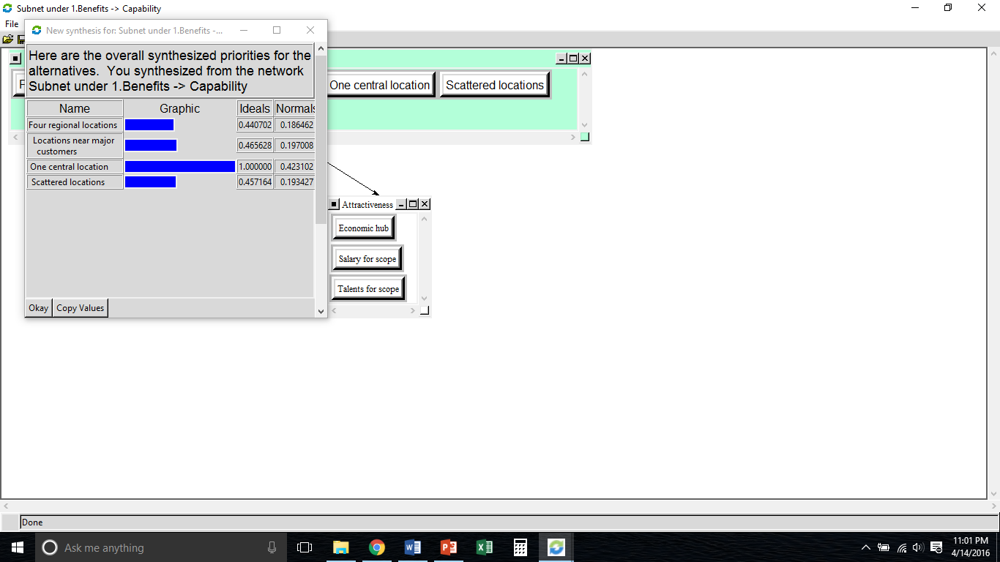 Subnet under 1.Benefits -> Capability
File
New synthesis for: Subnet under 1.Benefits -...
Here are the overall synthesized priorities for the
alternatives.  You synthesized from the network
Subnet under 1.Benefits -> Capability
Name Graphic Ideals Normals
Four regional locations 0.440702 0.186462
Locations near major
customers 0.465628 0.197008
One central location 1.000000 0.423102
Scattered locations 0.457164 0.193427
Okay Copy Values
One central location Scattered locations
Attractiveness
Economic hub
Salary for scope
Talents for scope
Done
Ask me anything
11:01 PM
4/14/2016